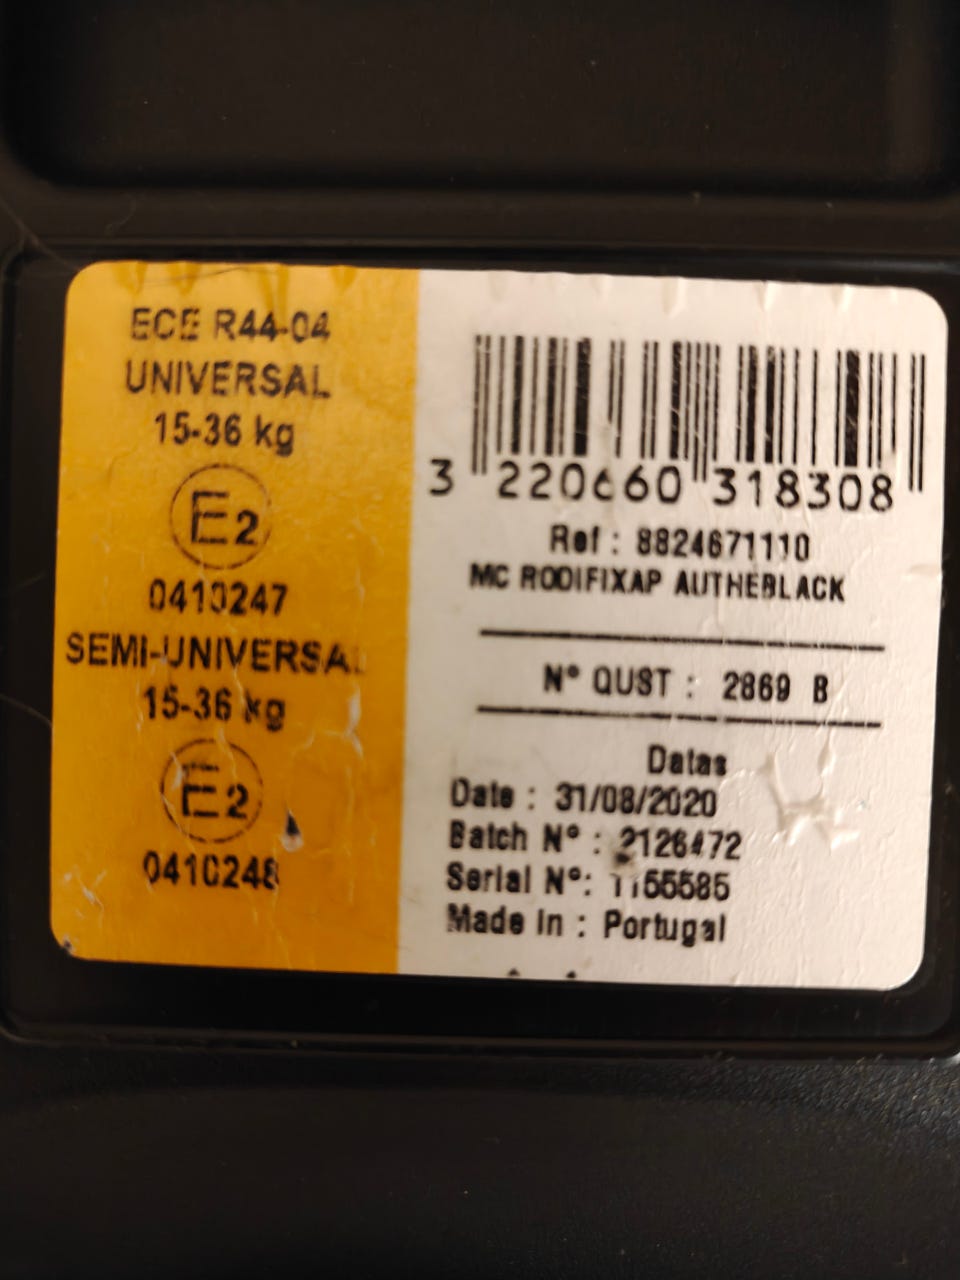 ECE R44-04
UNIVERSAL
15-36 kg
E2
0410247
SEMI-UNIVERSAL
15-36 kg
E2
0410248
3 220660 318308
Ref : 8824671110
MC RODIFIXAP AUTHEBLACK
N° QUST : 2869 B
Datas
Date : 31/08/2020
Batch N° : 2126472
Serial N°: 1155585
Made in : Portugal